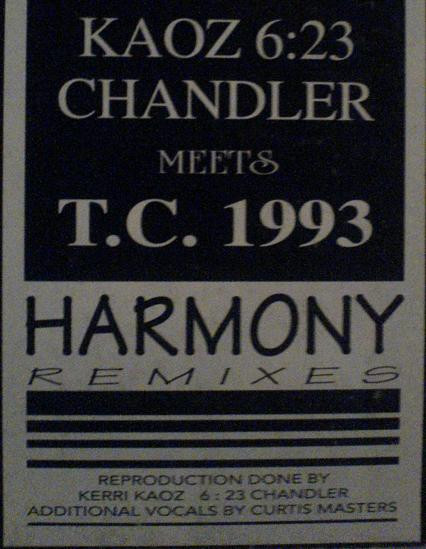 KAOZ 6:23
CHANDLER
MEETS
T.C. 1993
HARMONY
REMIXES
REPRODUCTION DONE BY
KERRI KAOZ 6 : 23 CHANDLER
ADDITIONAL VOCALS BY CURTIS MASTERS